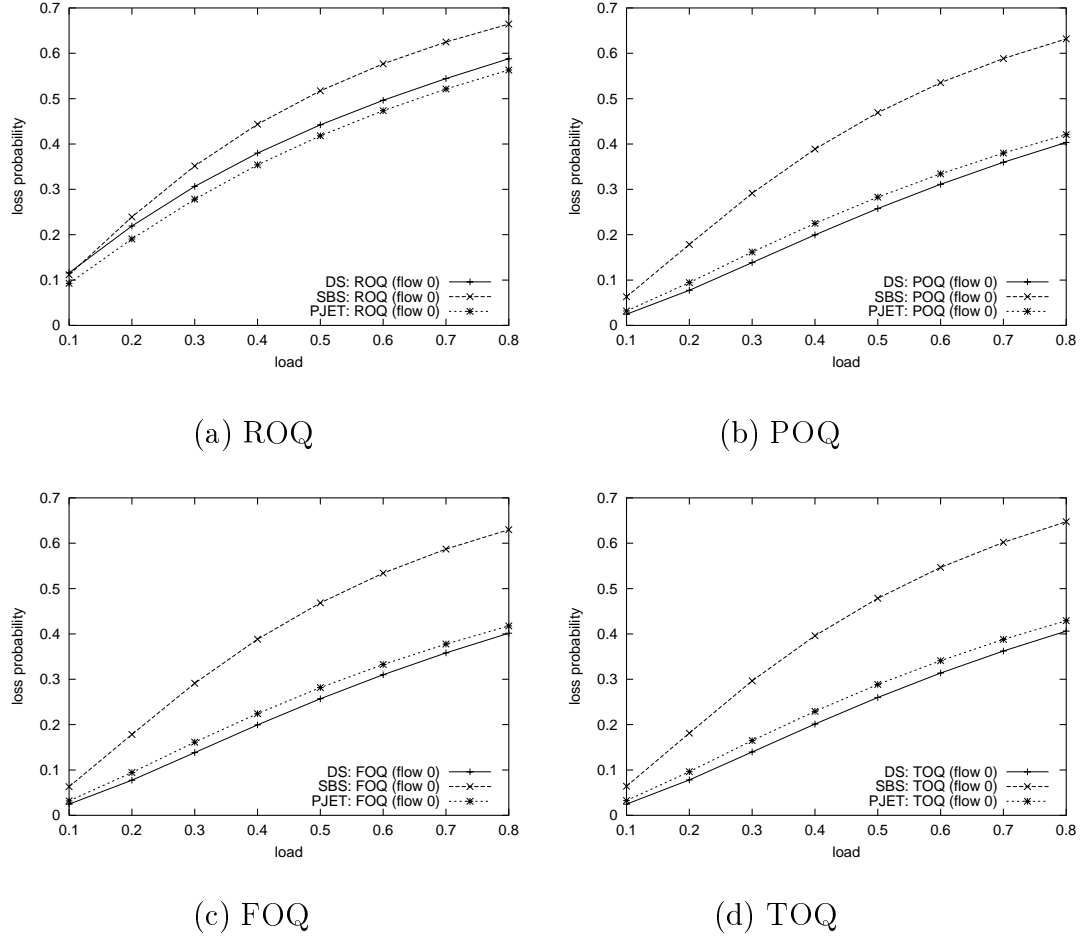 0.7
0.6
0.5
0.4
0.3
0.2
0.1
0
loss probability
DS: ROQ (flow 0)
SBS: ROQ (flow 0)
PJET: ROQ (flow 0)
0.1 0.2 0.3 0.4 0.5 0.6 0.7 0.8
load
(a) ROQ
0.7
0.6
0.5
0.4
0.3
0.2
0.1
0
loss probability
DS: POQ (flow 0)
SBS: POQ (flow 0)
PJET: POQ (flow 0)
0.1 0.2 0.3 0.4 0.5 0.6 0.7 0.8
load
(b) POQ
0.7
0.6
0.5
0.4
0.3
0.2
0.1
0
loss probability
DS: FOQ (flow 0)
SBS: FOQ (flow 0)
PJET: FOQ (flow 0)
0.1 0.2 0.3 0.4 0.5 0.6 0.7 0.8
load
(c) FOQ
0.7
0.6
0.5
0.4
0.3
0.2
0.1
0
loss probability
DS: TOQ (flow 0)
SBS: TOQ (flow 0)
PJET: TOQ (flow 0)
0.1 0.2 0.3 0.4 0.5 0.6 0.7 0.8
load
(d) TOQ